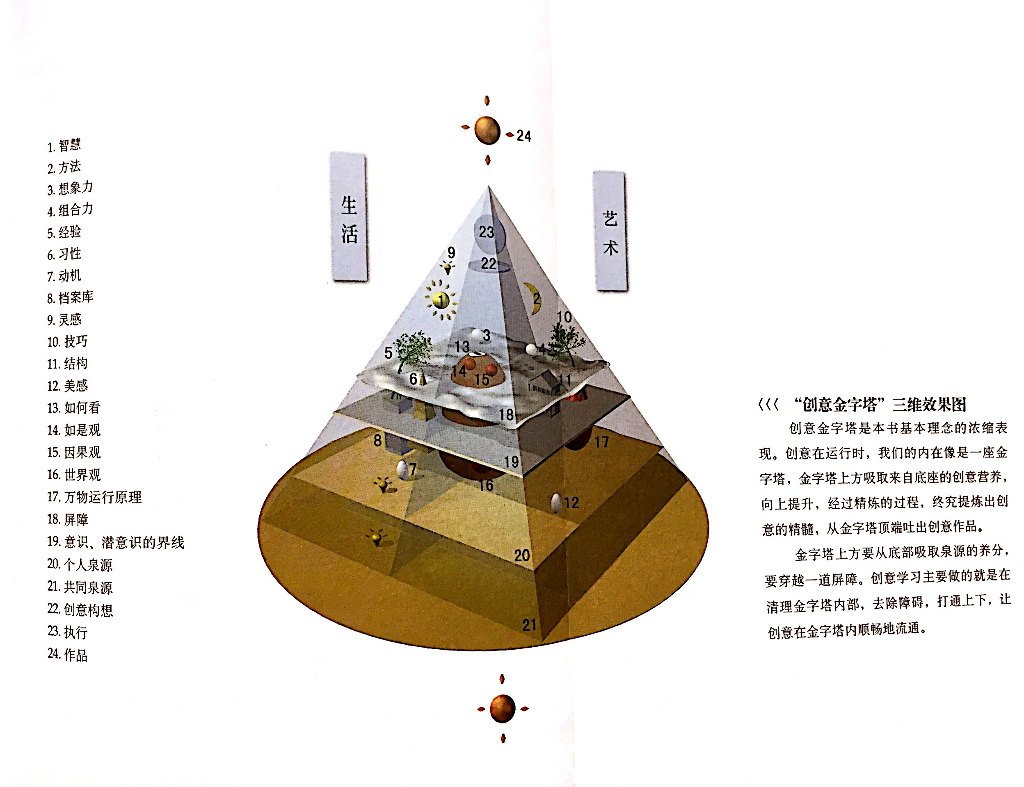 1. 智慧
2. 方法
3. 想象力
4. 组合力
5. 经验
6. 习性
7. 动机
8. 档案库
9. 灵感
10. 技巧
11. 结构
12. 美感
13. 如何看
14. 如是观
15. 因果观
16. 世界观
17. 万物运行原理
18. 屏障
19. 意识、潜意识的界线
20. 个人泉源
21. 共同泉源
22. 创意构想
23. 执行
24. 作品
生活
艺术
24
23
22
9
1
2
10
3
13
4
5
14
15
6
11
18
8
17
19
7
16
12
20
21
<<< “创意金字塔”三维效果图
创意金字塔是本书基本理念的浓缩表
现。创意在运行时，我们的内在像是一座金
字塔，金字塔上方吸取来自底座的创意营养，
向上提升，经过精炼的过程，终究提炼出创
意的精髓，从金字塔顶端吐出创意作品。
金字塔上方要从底部吸取泉源的养分，
要穿越一道屏障。创意学习主要做的就是在
清理金字塔内部，去除障碍，打通上下，让
创意在金字塔内顺畅地流通。